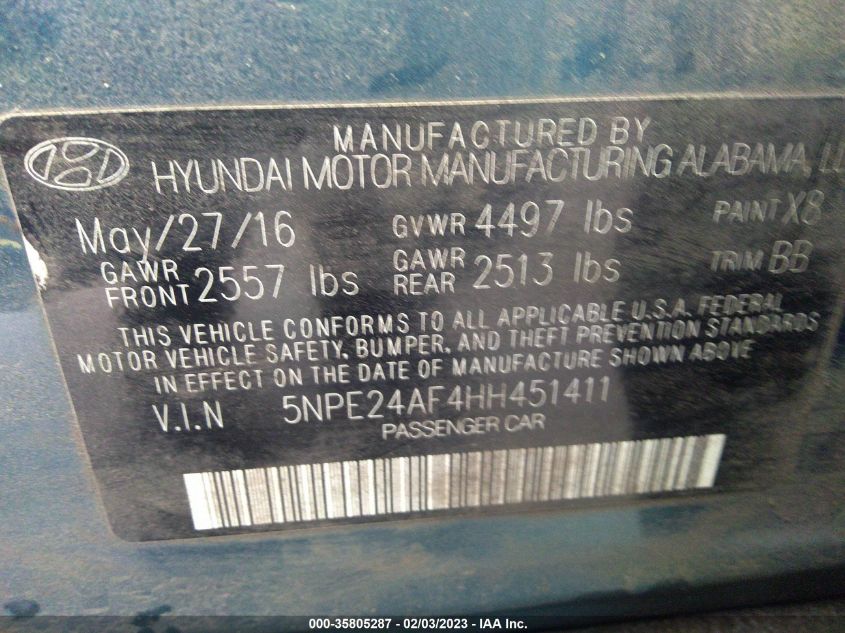 MANUFACTURED BY
HYUNDAI MOTOR MANUFACTURING ALABAMA,
May/27/16 GVWR 4497 lbs PAINT X8
GAWR FRONT 2557 lbs GAWR REAR 2513 lbs TRIM BB
THIS VEHICLE CONFORMS TO ALL APPLICABLE U.S.A. FEDERAL
MOTOR VEHICLE SAFETY, BUMPER, AND THEFT PREVENTION STANDARDS
IN EFFECT ON THE DATE OF MANUFACTURE SHOWN ABOVE
V.I.N 5NPE24AF4HH451411
PASSENGER CAR
000-35805287 - 02/03/2023 - IAA Inc.